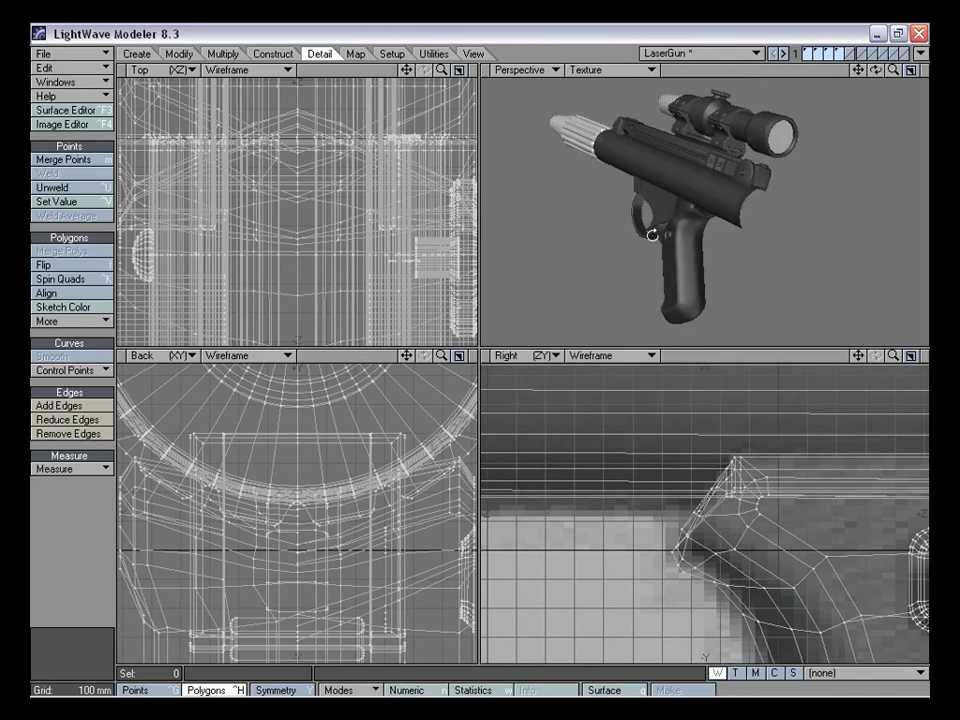 LightWave Modeler 8.3
File
Create Modify Multiply Construct Detail Map Setup Utilities View
LaserGun *
1
Edit
Windows
Help
Surface Editor ^F3
Image Editor ^F4
Points
Merge Points m
Weld
Unweld ^U
Set Value ^V
Weld Average
Polygons
Merge Polys
Flip f
Spin Quads ^K
Align
Sketch Color
More
Curves
Smooth
Control Points
Edges
Add Edges
Reduce Edges
Remove Edges
Measure
Measure
Top (XZ) Wireframe
Perspective Texture
Back (XY) Wireframe
Right (ZY) Wireframe
Sel: 0
W T M C S (none)
Grid: 100 mm
Points ^G Polygons ^H Symmetry Y Modes Numeric n Statistics w Info Surface q Make